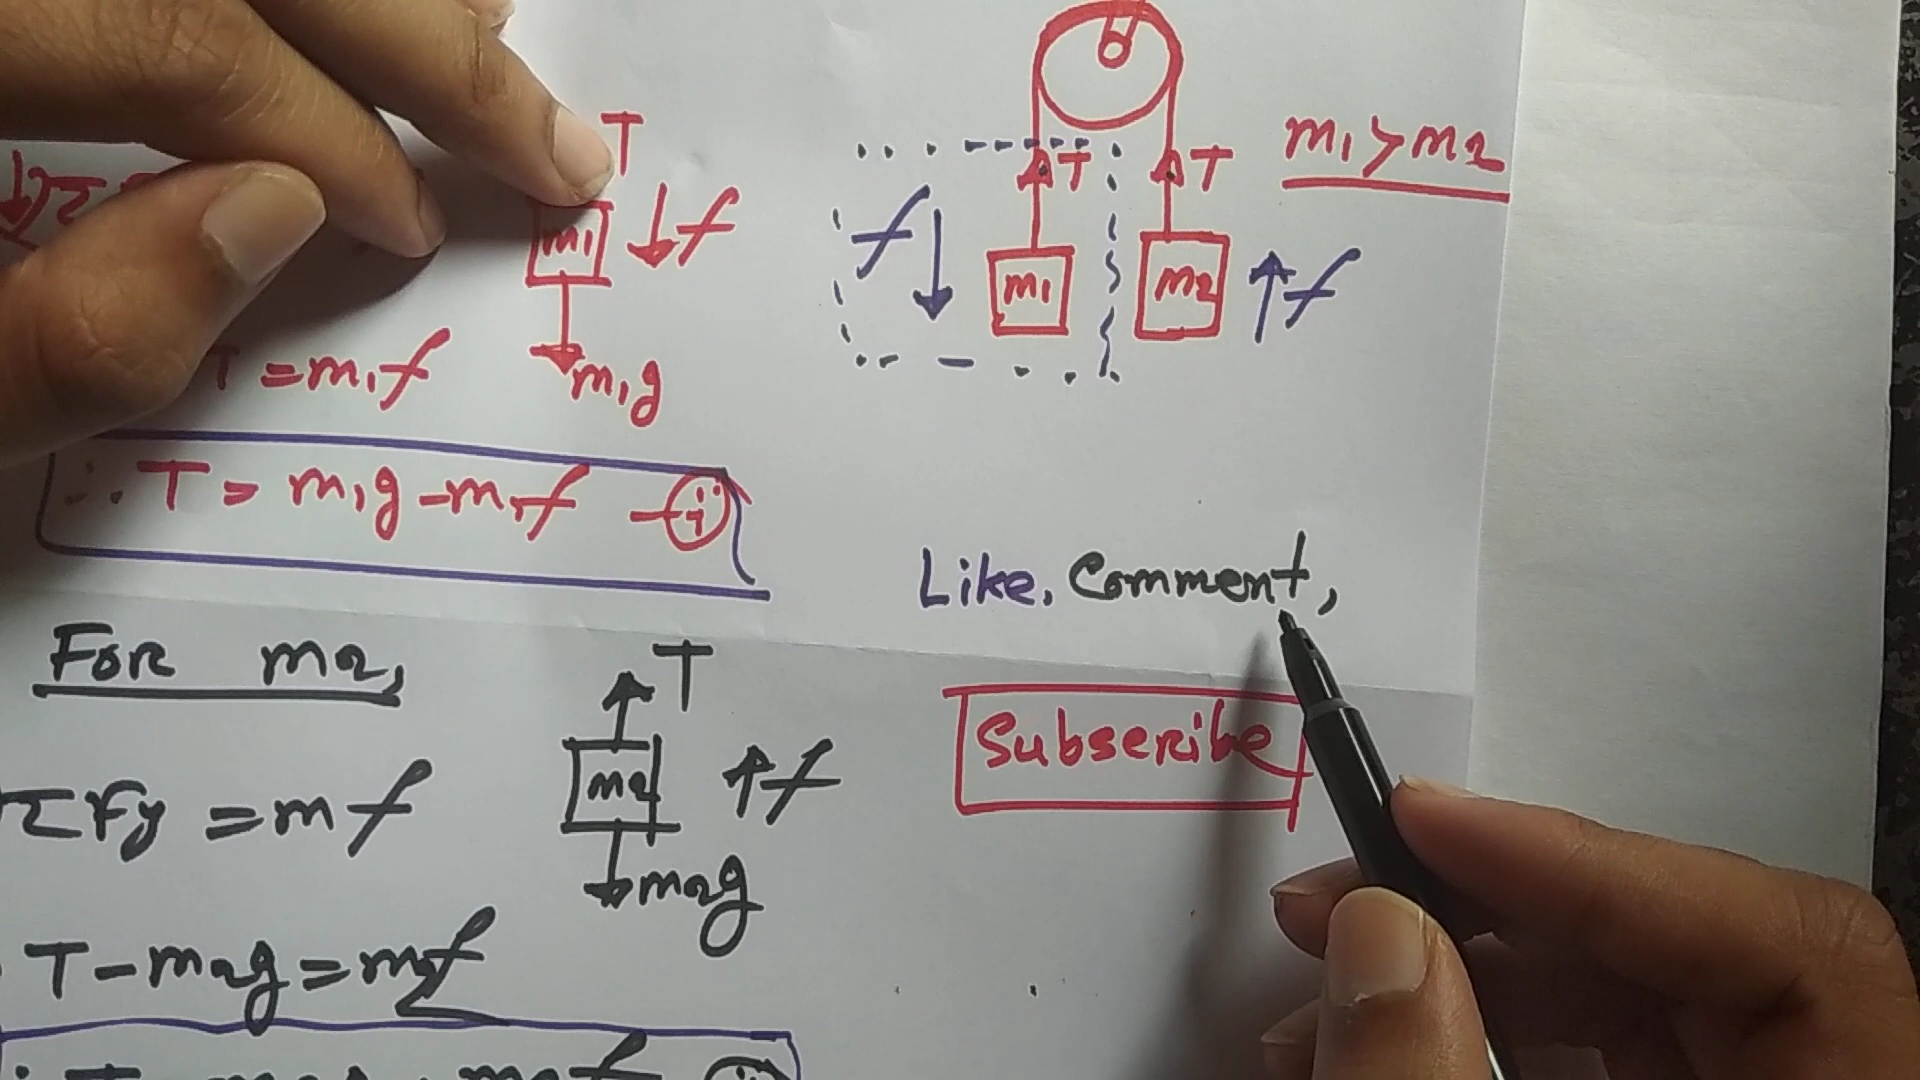 T
m1 ↓f
T = m1f
m1g
∴ T = m1g - m1f - (i)
T T
m1 > m2
f ↓ m1 m2 ↑f
Like, Comment,
Subscribe
For m2,
T
m2 ↑f
ΣFy = mf
m2g
T - m2g = m2f